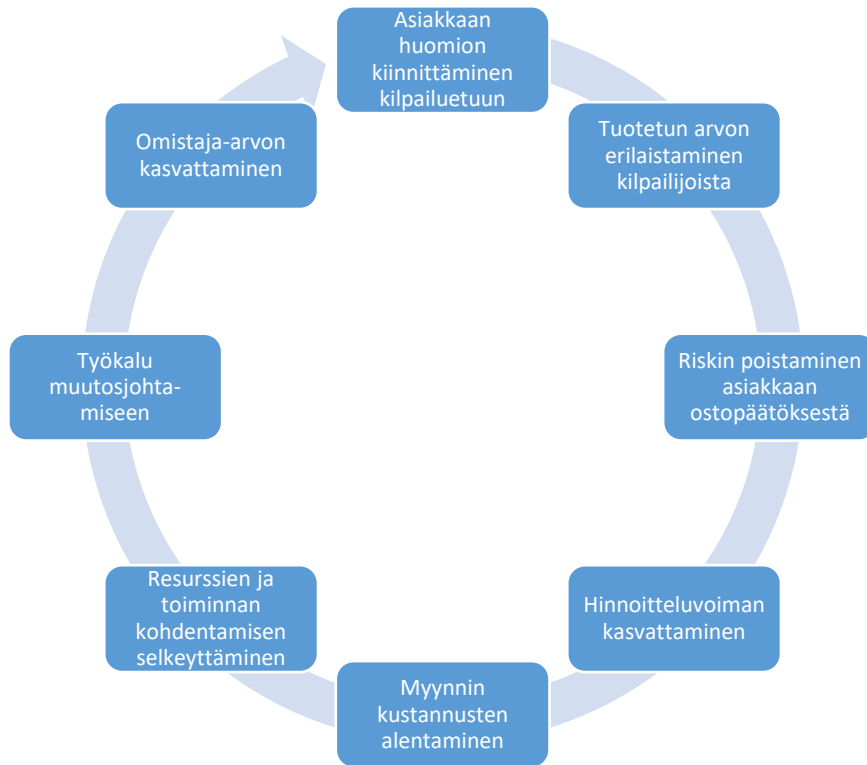 Asiakkaan
huomion
kiinnittäminen
kilpailuetuun
Tuotetun arvon
erilaistaminen
kilpailijoista
Riskin poistaminen
asiakkaan
ostopäätöksestä
Hinnoitteluvoiman
kasvattaminen
Myynnin
kustannusten
alentaminen
Resurssien ja
toiminnan
kohdentamisen
selkeyttäminen
Työkalu
muutosjohta-
miseen
Omistaja-arvon
kasvattaminen